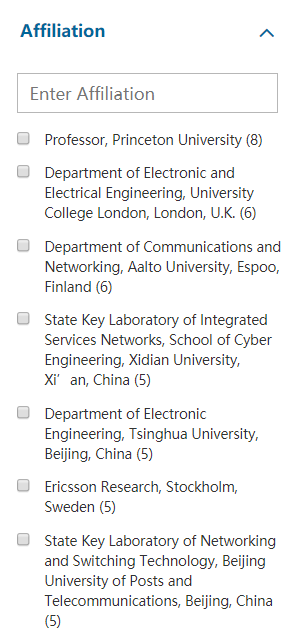 Affiliation
Enter Affiliation
Professor, Princeton University (8)
Department of Electronic and
Electrical Engineering, University
College London, London, U.K. (6)
Department of Communications and
Networking, Aalto University, Espoo,
Finland (6)
State Key Laboratory of Integrated
Services Networks, School of Cyber
Engineering, Xidian University,
Xi’an, China (5)
Department of Electronic
Engineering, Tsinghua University,
Beijing, China (5)
Ericsson Research, Stockholm,
Sweden (5)
State Key Laboratory of Networking
and Switching Technology, Beijing
University of Posts and
Telecommunications, Beijing, China
(5)